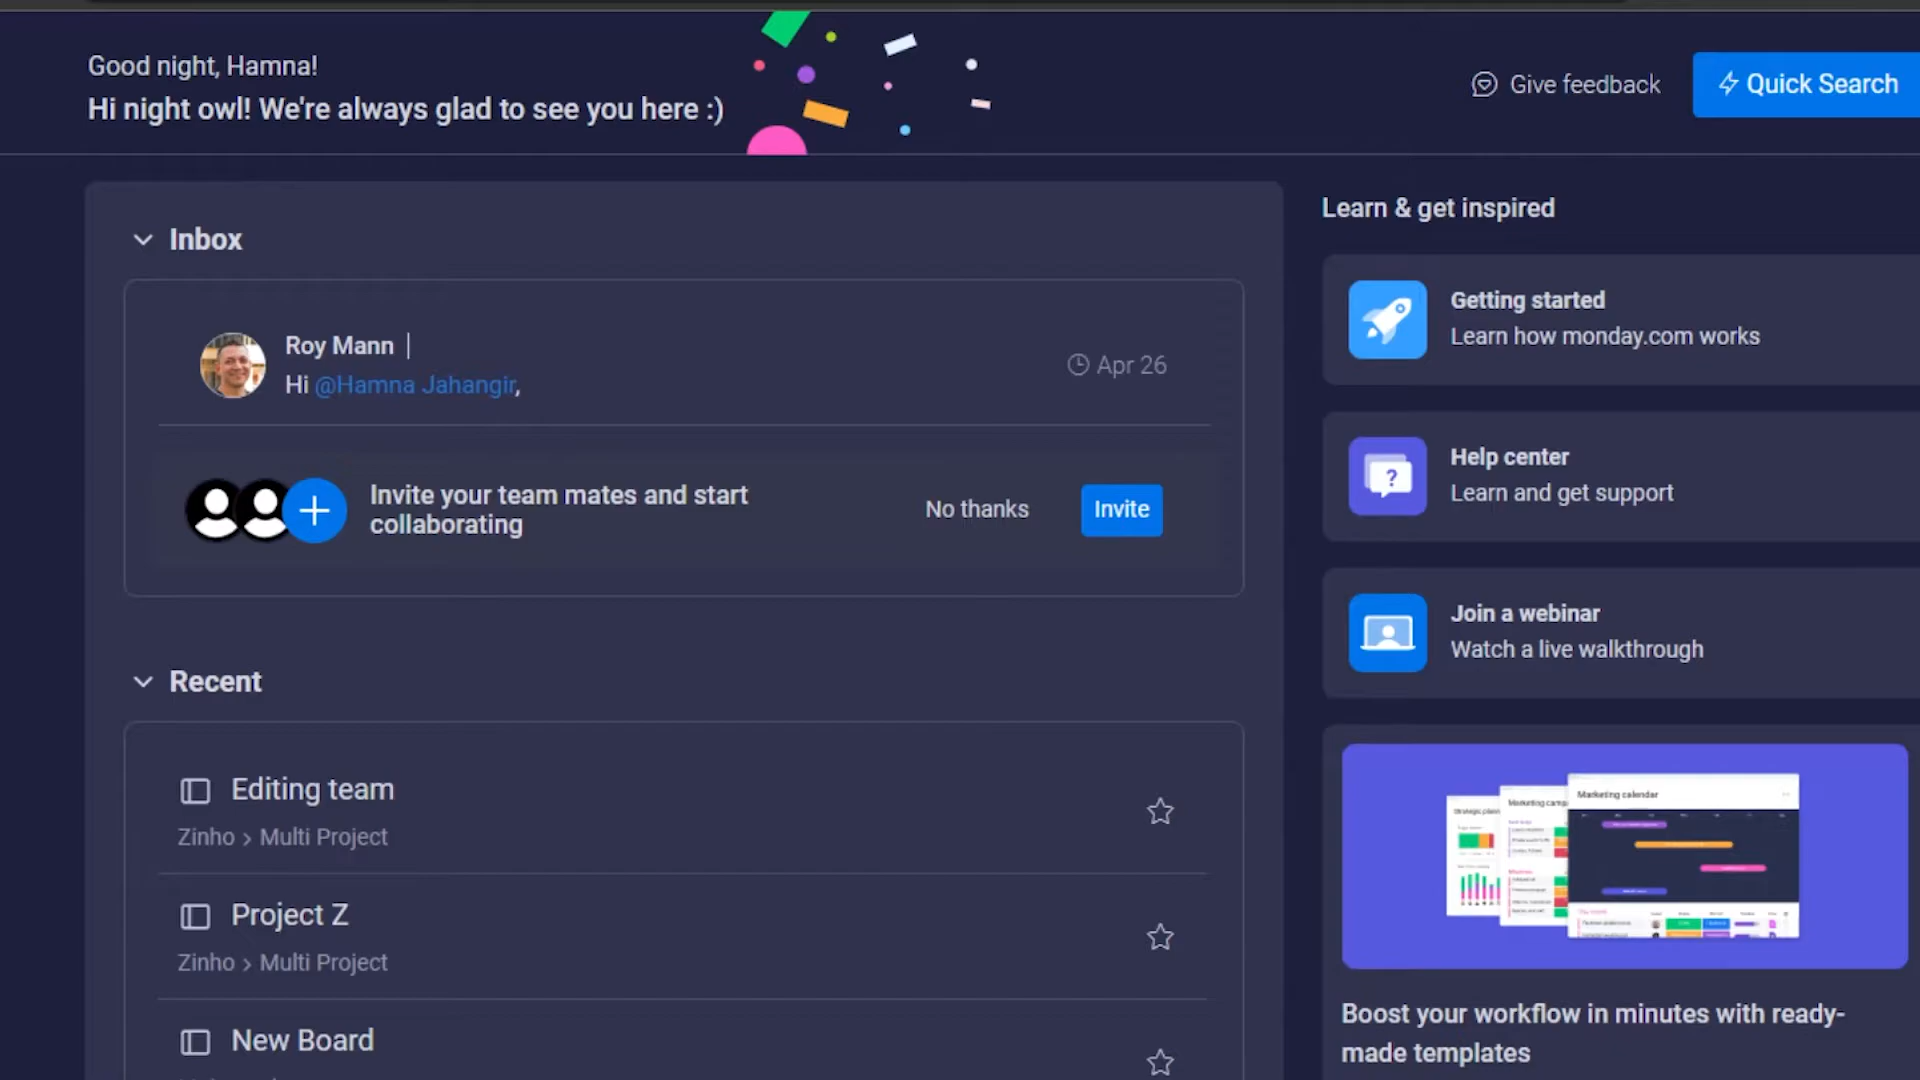 Good night, Hamna!
Hi night owl! We're always glad to see you here :)
Give feedback
Quick Search
Inbox
Roy Mann
Apr 26
Hi @Hamna Jahangir,
Invite your team mates and start
collaborating
No thanks
Invite
Recent
Editing team
Zinho > Multi Project
Project Z
Zinho > Multi Project
New Board
Learn & get inspired
Getting started
Learn how monday.com works
Help center
Learn and get support
Join a webinar
Watch a live walkthrough
Marketing calendar
Boost your workflow in minutes with ready-
made templates